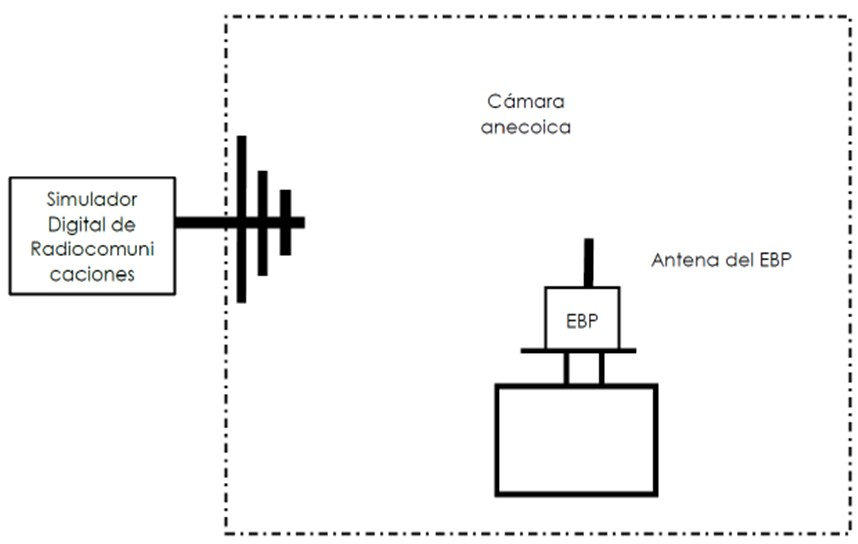 Cámara
anecoica
Simulador
Digital de
Radiocomuni
caciones
Antena del EBP
EBP